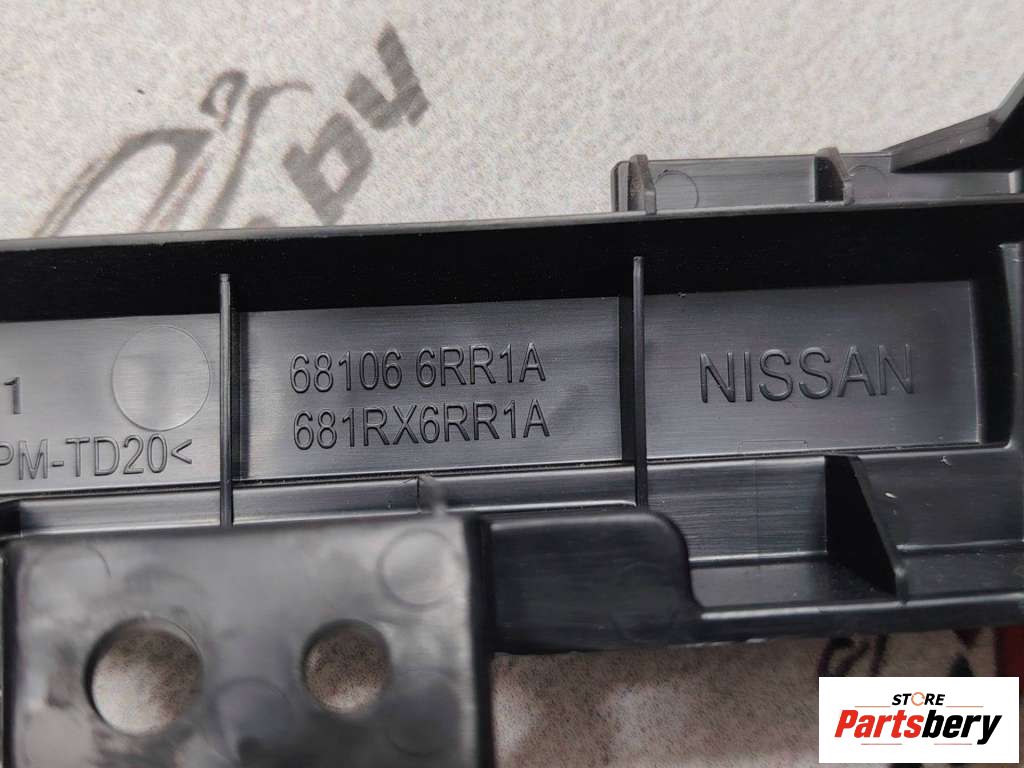 1
PM-TD20<
68106 6RR1A
681RX6RR1A
NISSAN
STORE
Partsbery